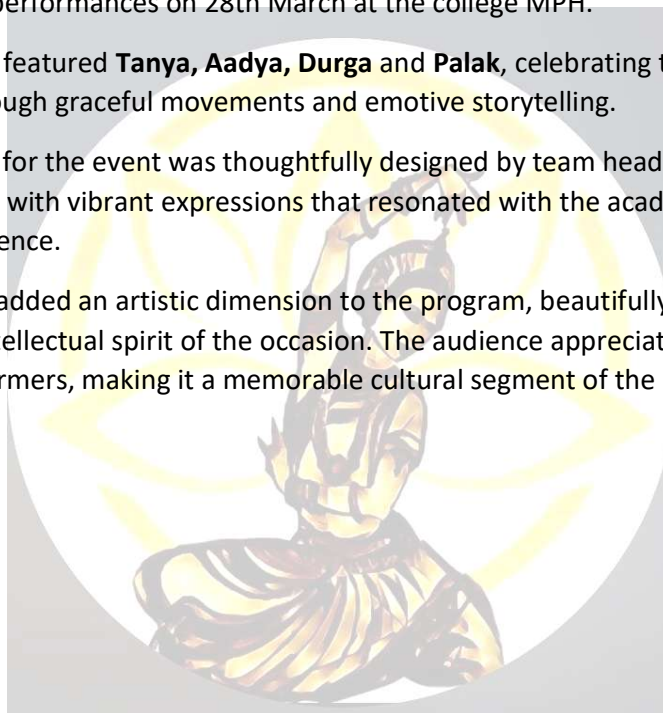 performances on 28th March at the college MPH.
featured Tanya, Aadya, Durga and Palak, celebrating t
ugh graceful movements and emotive storytelling.
for the event was thoughtfully designed by team head
with vibrant expressions that resonated with the acad
ence.
added an artistic dimension to the program, beautifully
tellectual spirit of the occasion. The audience appreciat
rmers, making it a memorable cultural segment of the